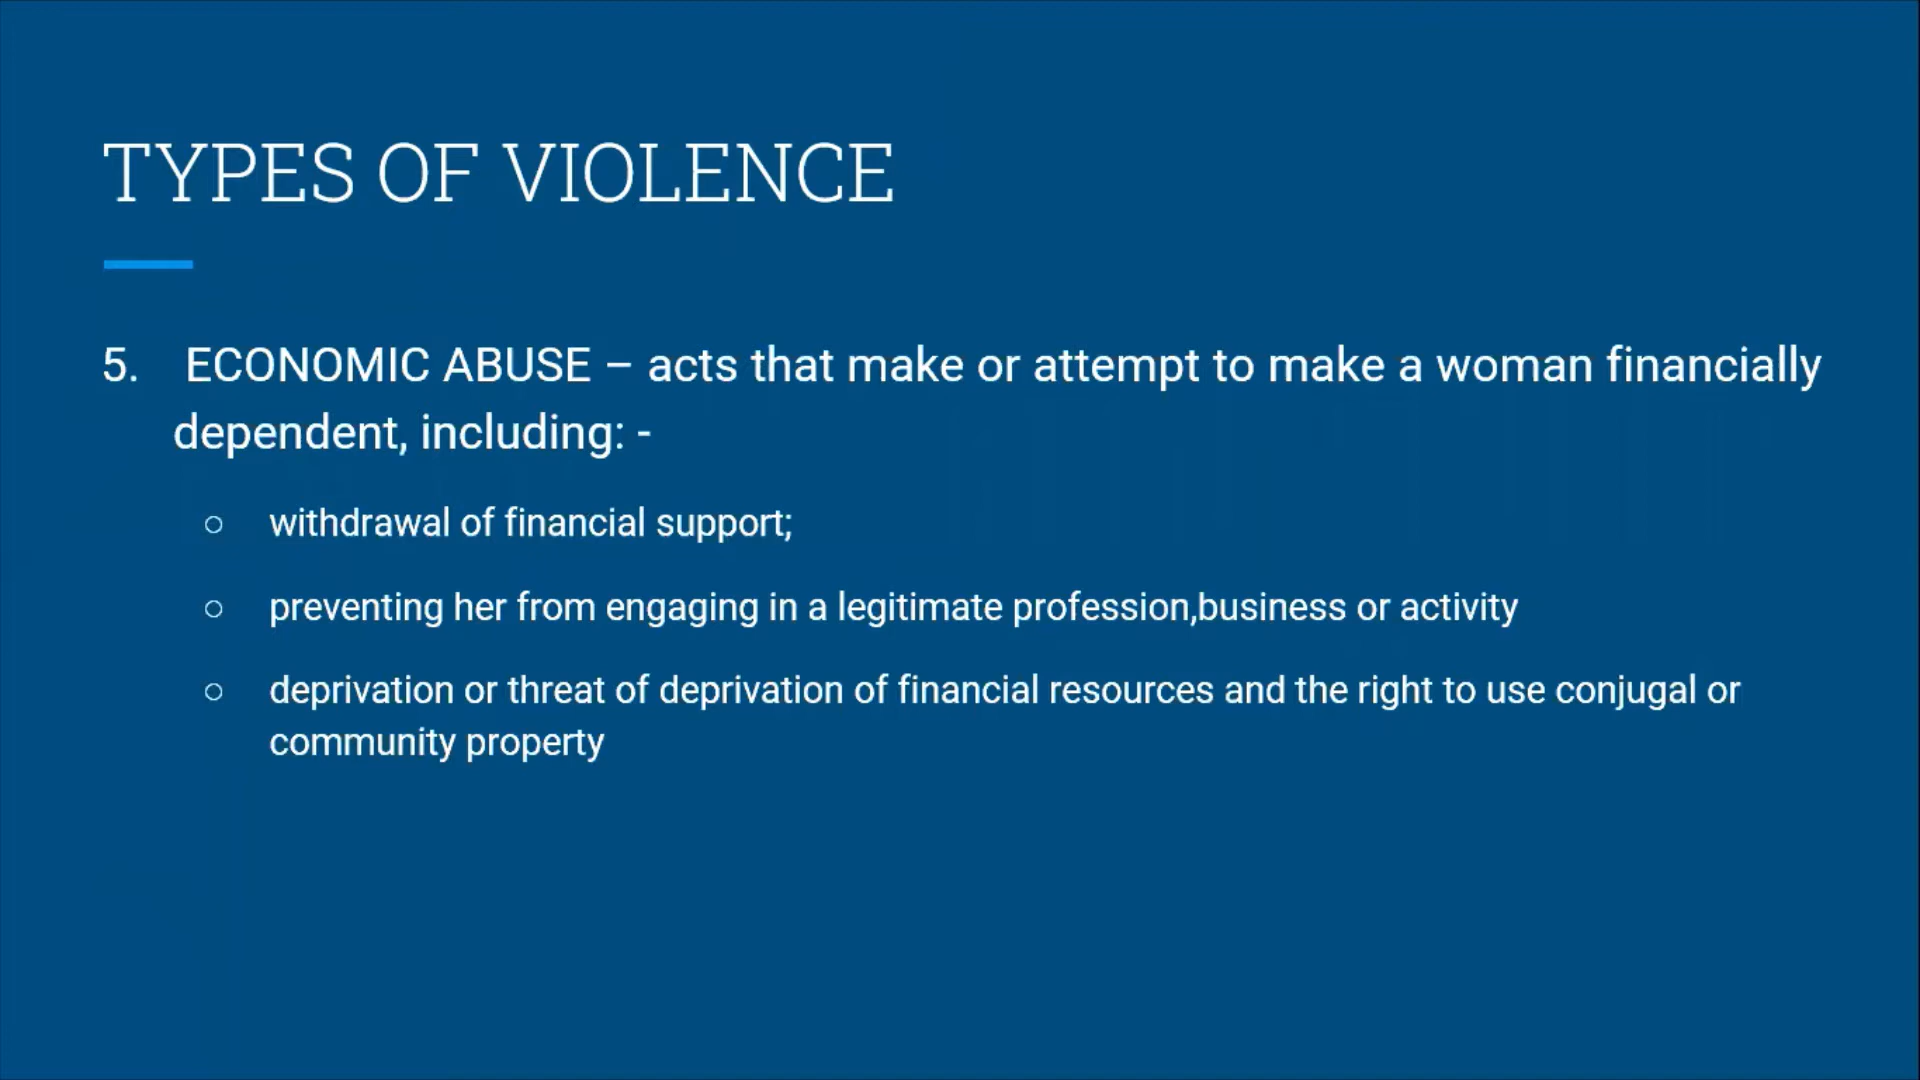 TYPES OF VIOLENCE
5. ECONOMIC ABUSE – acts that make or attempt to make a woman financially
dependent, including: -
○ withdrawal of financial support;
○ preventing her from engaging in a legitimate profession,business or activity
○ deprivation or threat of deprivation of financial resources and the right to use conjugal or
community property